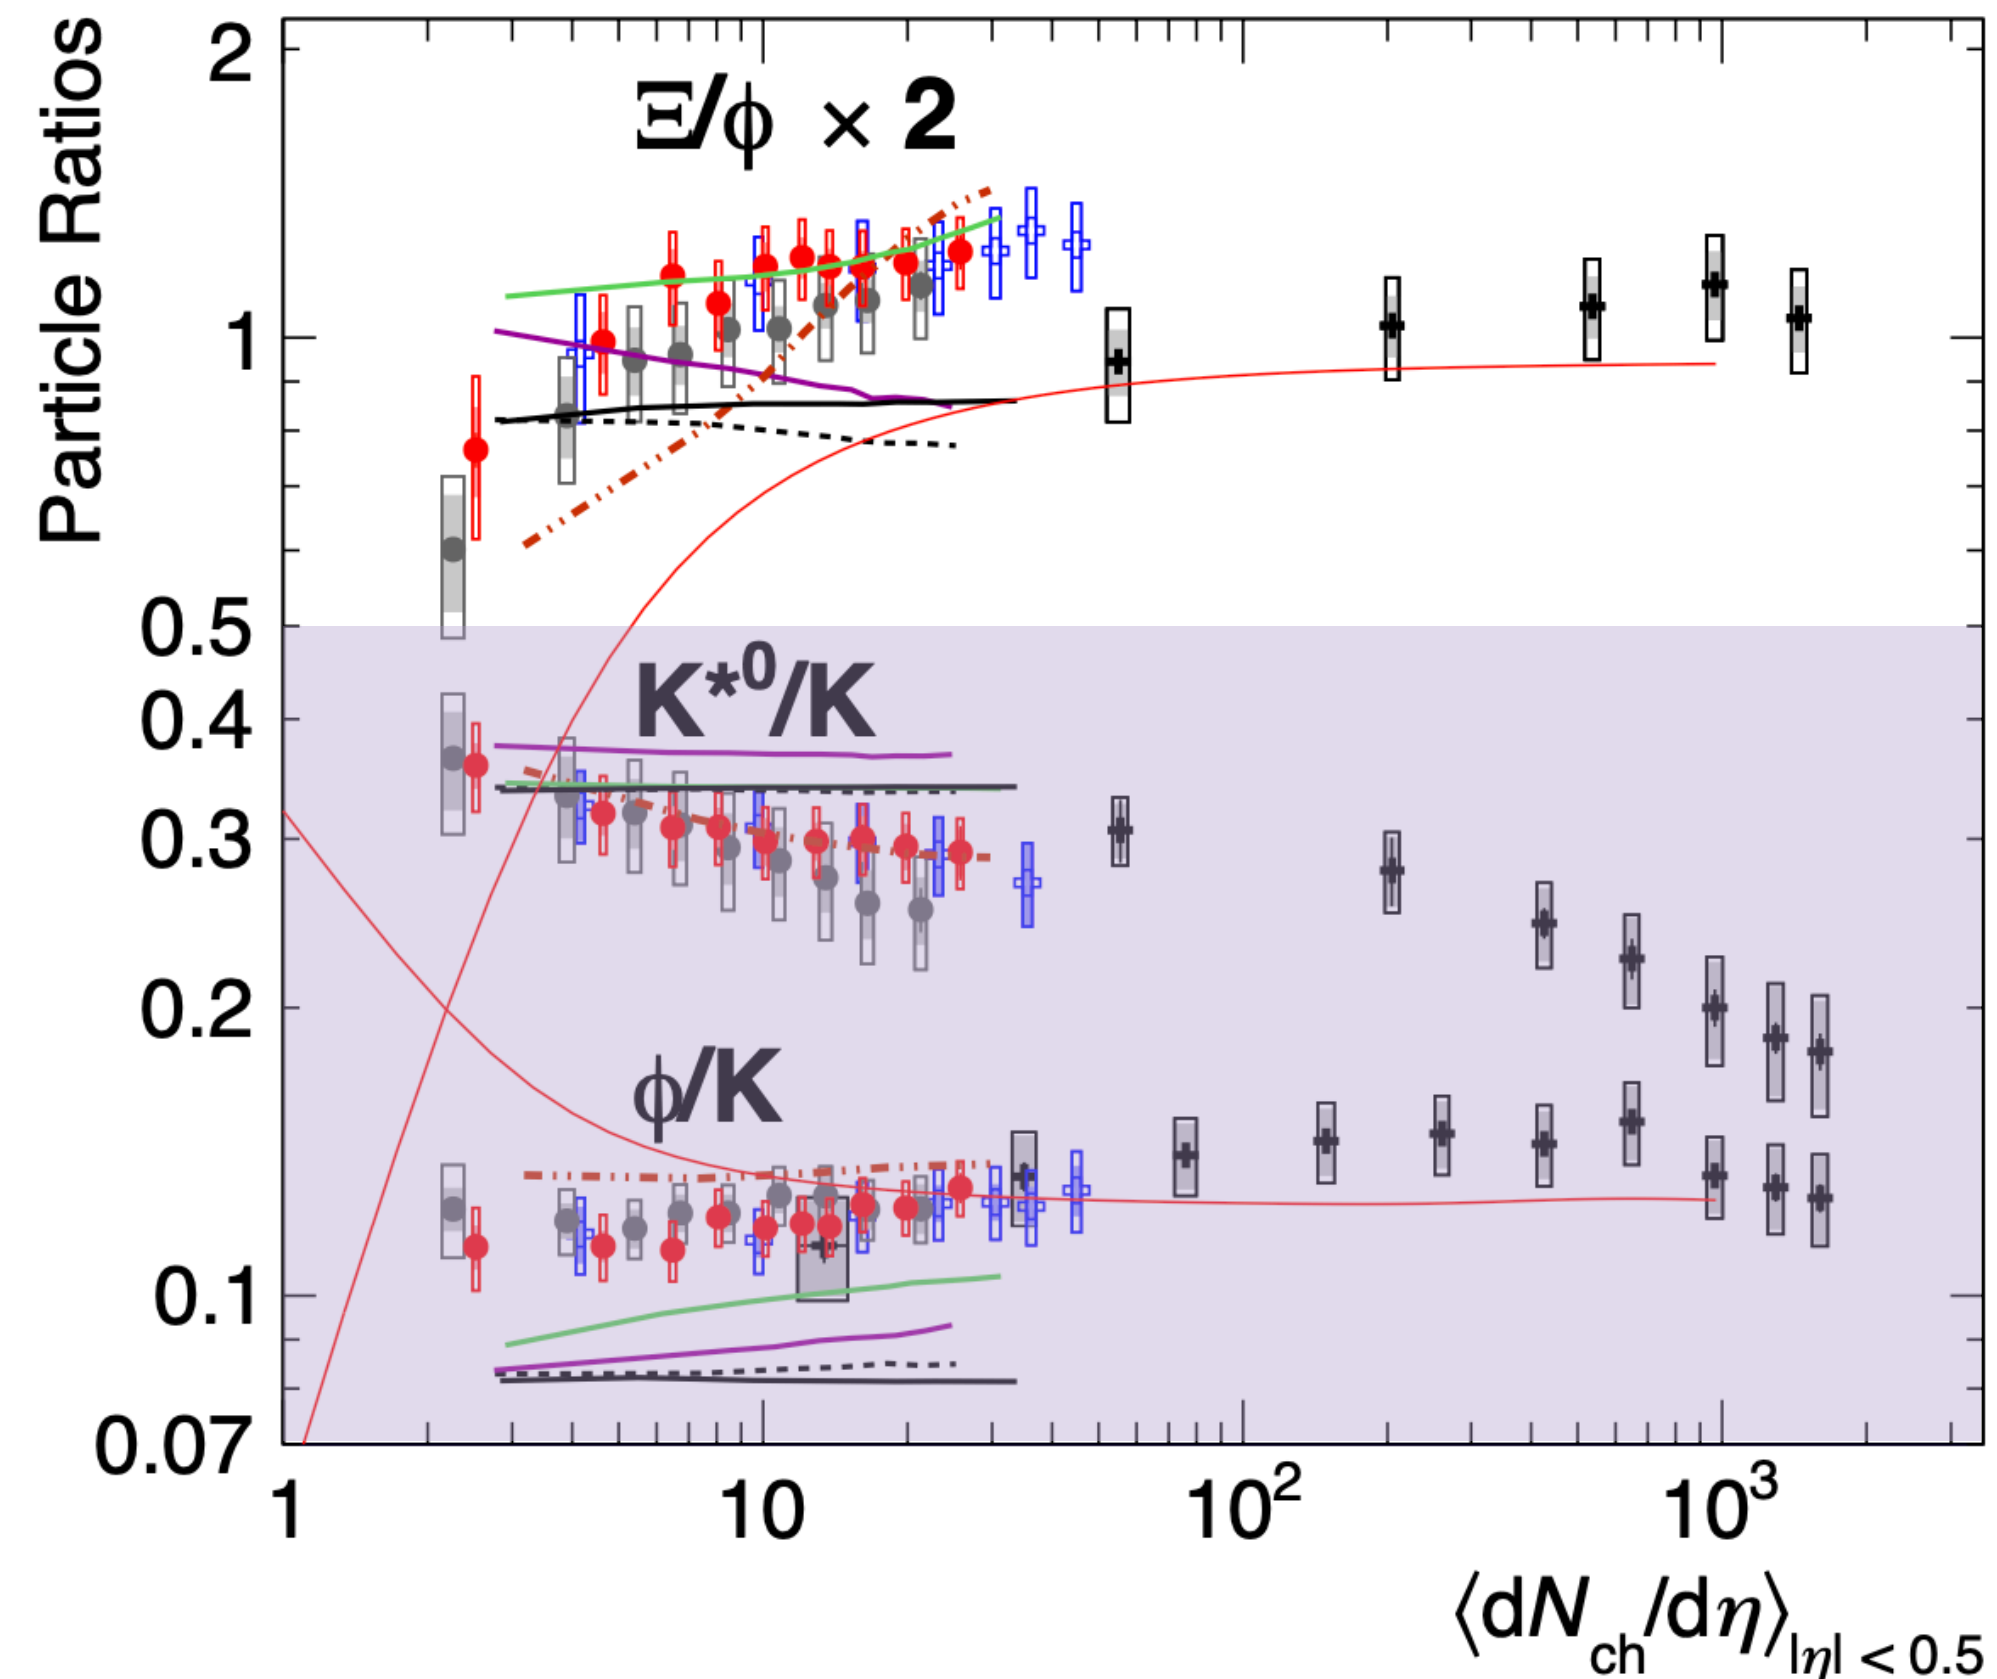 Particle Ratios
2
Ξ/ϕ × 2
1
0.5
K*⁰/K
0.4
0.3
0.2
ϕ/K
0.1
0.07
1 10 10² 10³
⟨dN_ch/dη⟩_|η| < 0.5